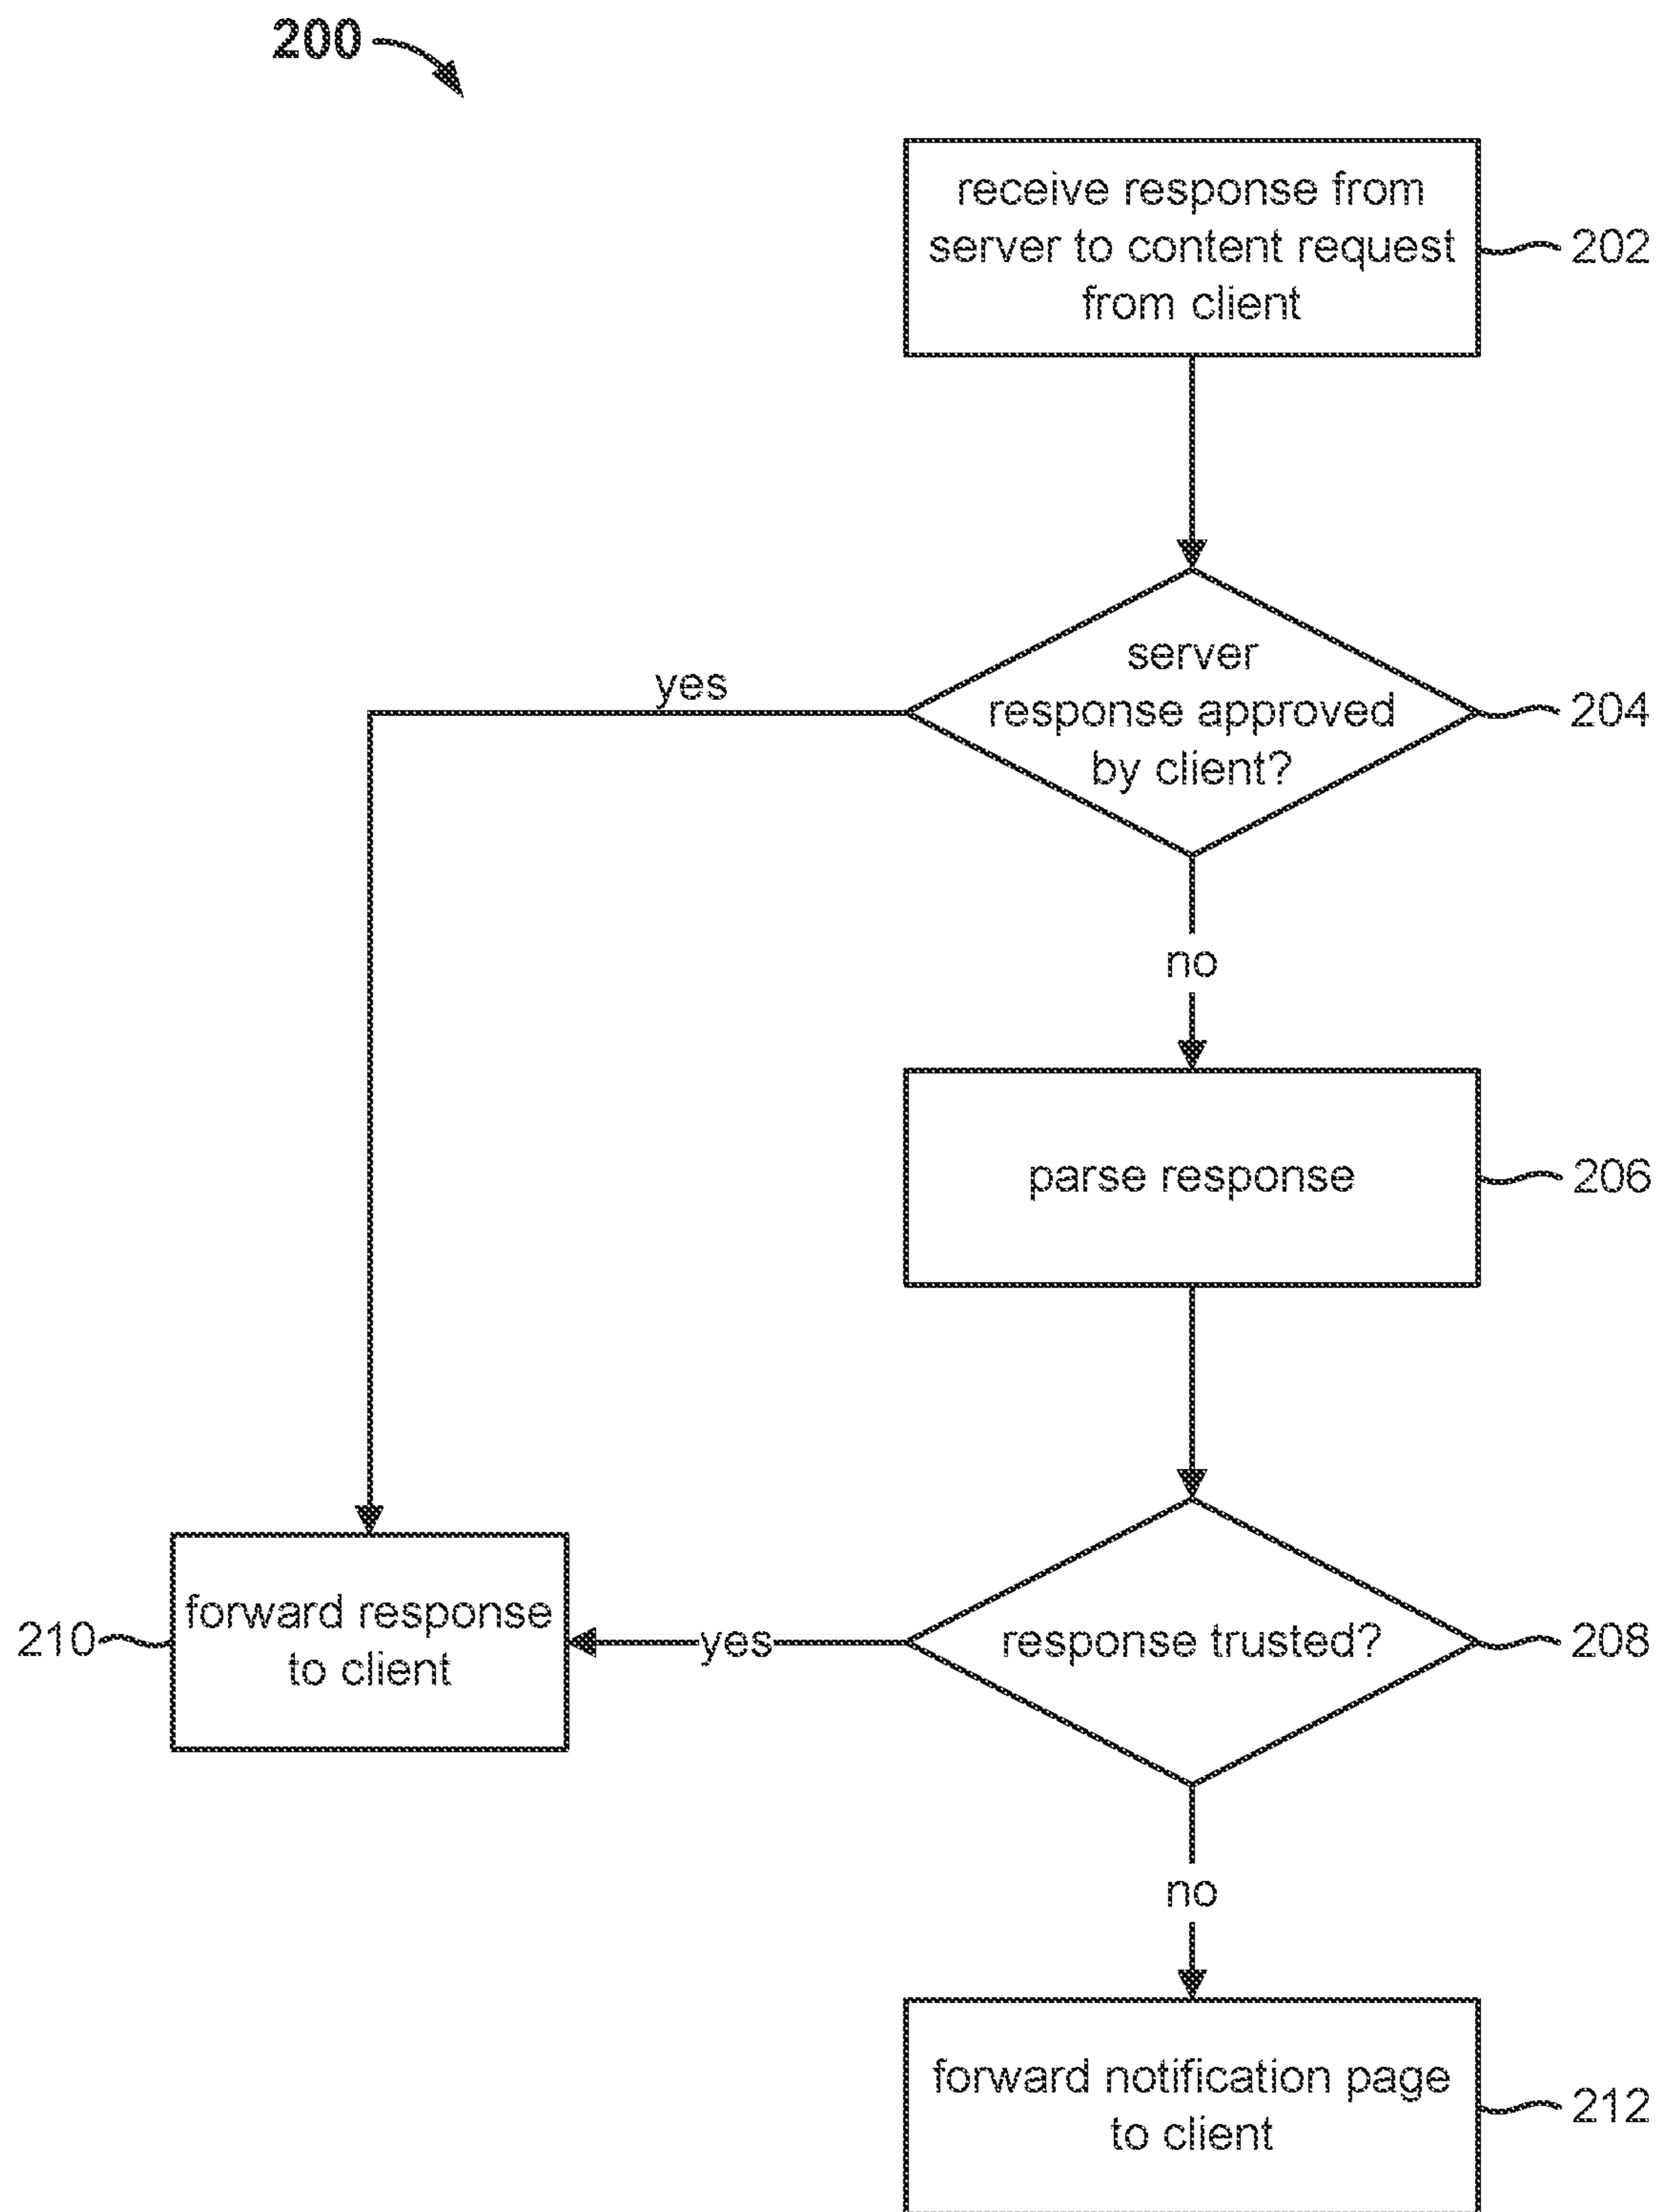 200
receive response from
server to content request
from client
202
server
response approved
by client?
204
yes
no
parse response
206
response trusted?
208
yes
forward response
to client
210
no
forward notification page
to client
212